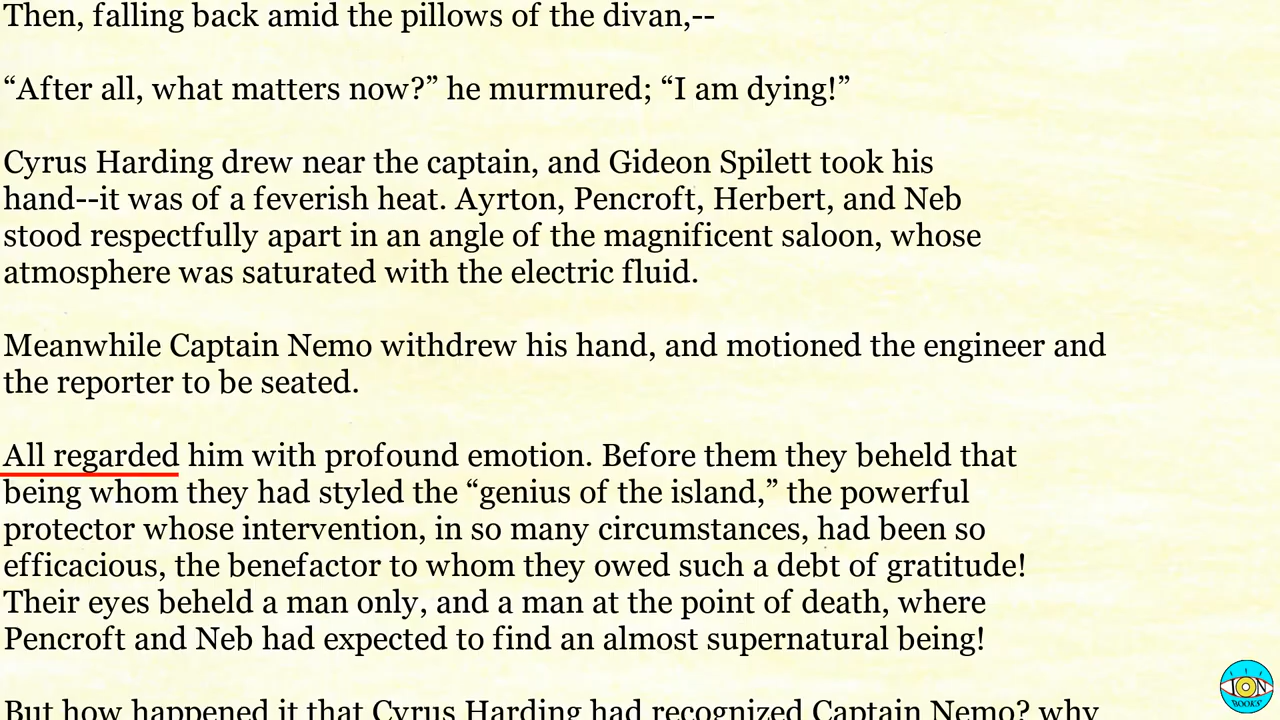 Then, falling back amid the pillows of the divan,--
“After all, what matters now?” he murmured; “I am dying!”
Cyrus Harding drew near the captain, and Gideon Spilett took his
hand--it was of a feverish heat. Ayrton, Pencroft, Herbert, and Neb
stood respectfully apart in an angle of the magnificent saloon, whose
atmosphere was saturated with the electric fluid.
Meanwhile Captain Nemo withdrew his hand, and motioned the engineer and
the reporter to be seated.
All regarded him with profound emotion. Before them they beheld that
being whom they had styled the “genius of the island,” the powerful
protector whose intervention, in so many circumstances, had been so
efficacious, the benefactor to whom they owed such a debt of gratitude!
Their eyes beheld a man only, and a man at the point of death, where
Pencroft and Neb had expected to find an almost supernatural being!
But how happened it that Cyrus Harding had recognized Captain Nemo? why
ION
BOOKS